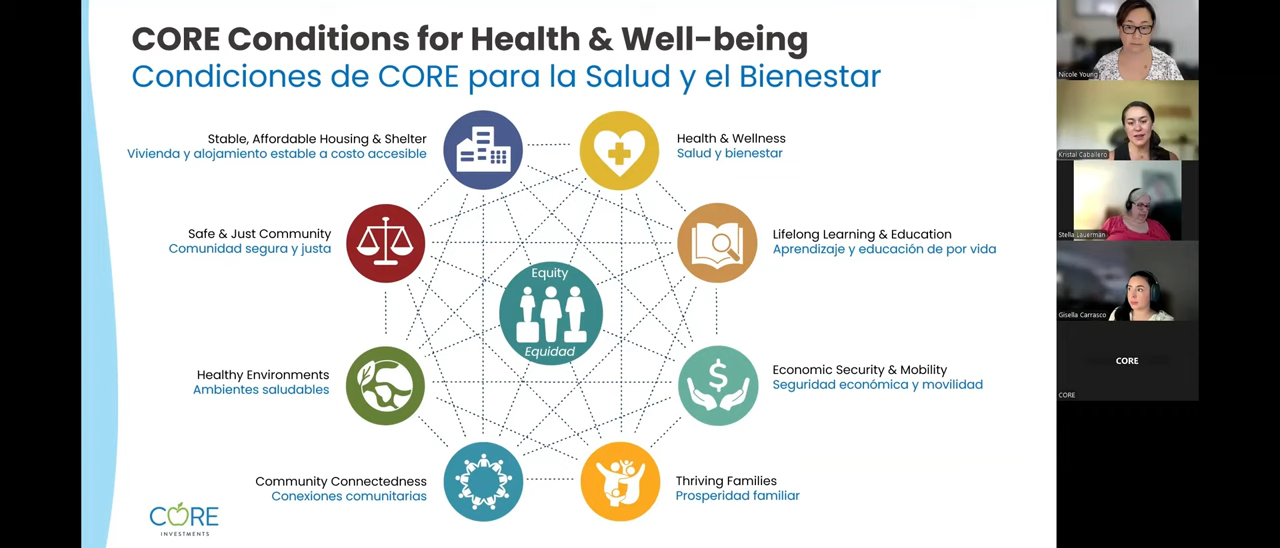 CORE Conditions for Health & Well-being
Condiciones de CORE para la Salud y el Bienestar
Stable, Affordable Housing & Shelter
Vivienda y alojamiento estable a costo accesible
Health & Wellness
Salud y bienestar
Safe & Just Community
Comunidad segura y justa
Lifelong Learning & Education
Aprendizaje y educación de por vida
Equity
Equidad
Healthy Environments
Ambientes saludables
Economic Security & Mobility
Seguridad económica y movilidad
Community Connectedness
Conexiones comunitarias
Thriving Families
Prosperidad familiar
CORE
INVESTMENTS
Nicole Young
Kristal Caballero
Stella Lauerman
Gisella Carrasco
CORE
CORE